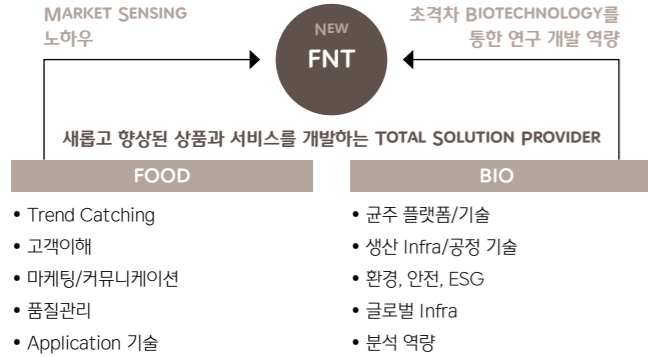 MARKET SENSING
노하우
NEW
FNT
초격차 BIOTECHNOLOGY를
통한 연구 개발 역량
새롭고 향상된 상품과 서비스를 개발하는 TOTAL SOLUTION PROVIDER
FOOD
• Trend Catching
• 고객이해
• 마케팅/커뮤니케이션
• 품질관리
• Application 기술
BIO
• 균주 플랫폼/기술
• 생산 Infra/공정 기술
• 환경, 안전, ESG
• 글로벌 Infra
• 분석 역량